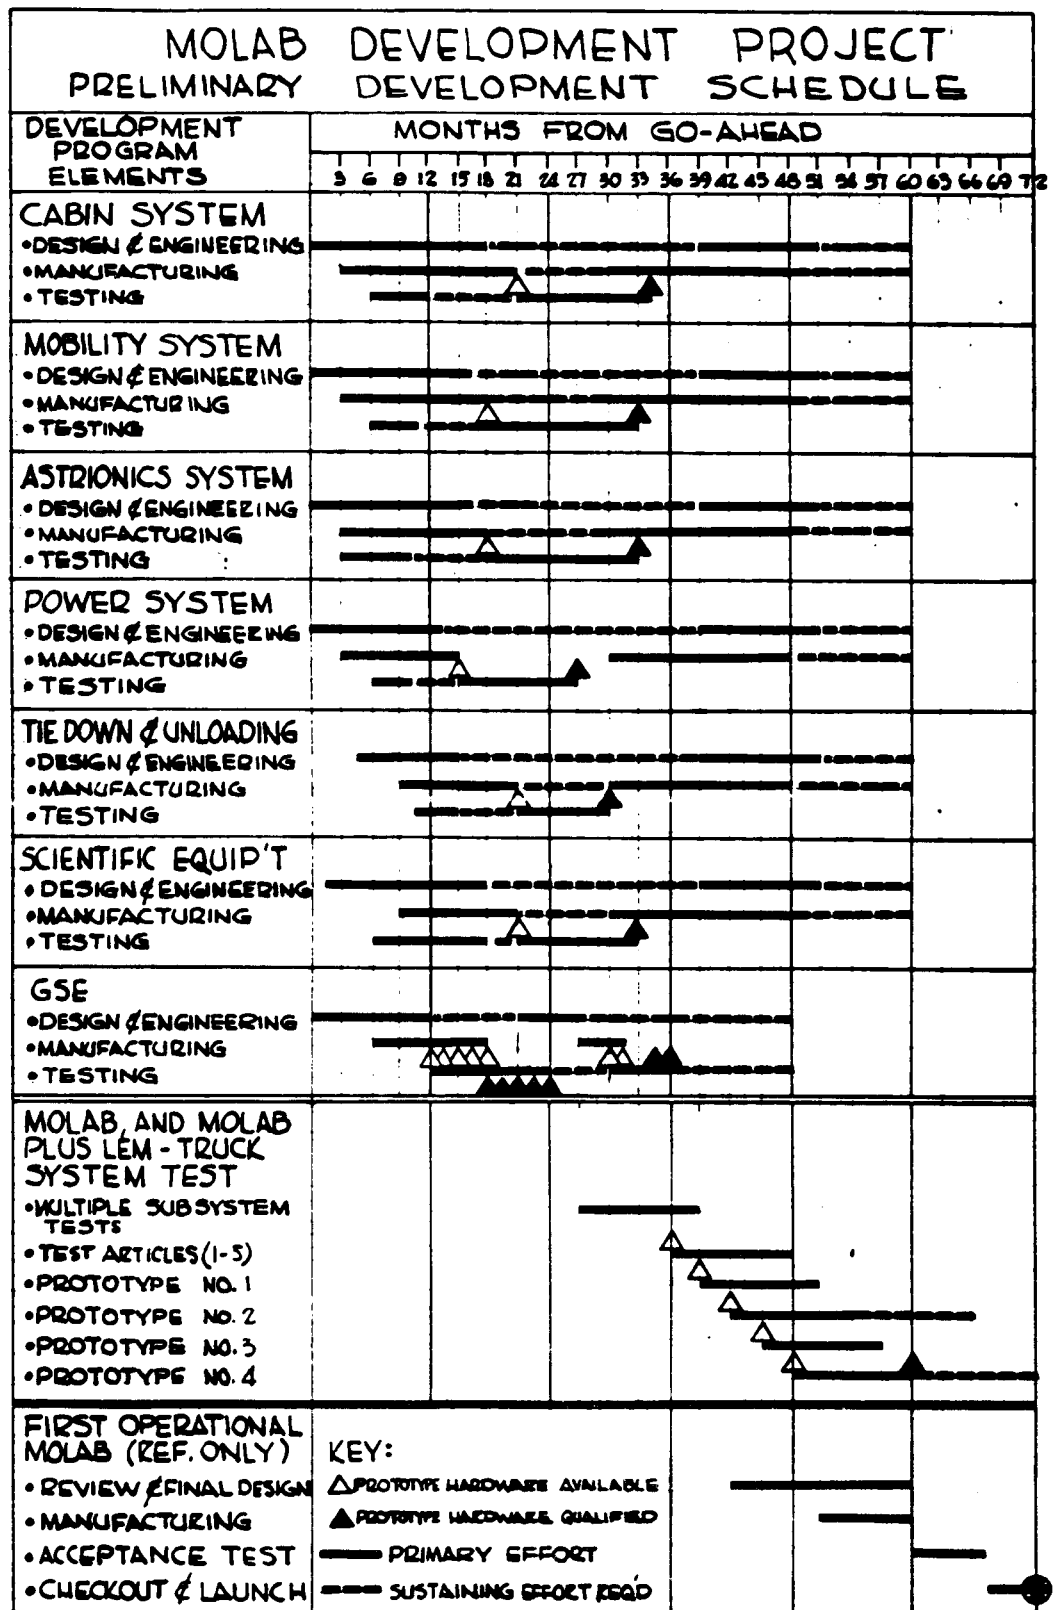 MOLAB DEVELOPMENT PROJECT
PRELIMINARY DEVELOPMENT SCHEDULE
DEVELOPMENT
PROGRAM
ELEMENTS
MONTHS FROM GO-AHEAD
3 6 9 12 15 18 21 24 27 30 33 36 39 42 45 48 51 54 57 60 63 66 69 72
CABIN SYSTEM
• DESIGN & ENGINEERING
• MANUFACTURING
• TESTING
MOBILITY SYSTEM
• DESIGN & ENGINEERING
• MANUFACTURING
• TESTING
ASTRIONICS SYSTEM
• DESIGN & ENGINEERING
• MANUFACTURING
• TESTING
POWER SYSTEM
• DESIGN & ENGINEERING
• MANUFACTURING
• TESTING
TIE DOWN & UNLOADING
• DESIGN & ENGINEERING
• MANUFACTURING
• TESTING
SCIENTIFIC EQUIP'T
• DESIGN & ENGINEERING
• MANUFACTURING
• TESTING
GSE
• DESIGN & ENGINEERING
• MANUFACTURING
• TESTING
MOLAB, AND MOLAB
PLUS LEM-TRUCK
SYSTEM TEST
• MULTIPLE SUBSYSTEM
TESTS
• TEST ARTICLES (1-5)
• PROTOTYPE NO. 1
• PROTOTYPE NO. 2
• PROTOTYPE NO. 3
• PROTOTYPE NO. 4
FIRST OPERATIONAL
MOLAB (REF. ONLY)
• REVIEW & FINAL DESIGN
• MANUFACTURING
• ACCEPTANCE TEST
• CHECKOUT & LAUNCH
KEY:
PROTOTYPE HARDWARE AVAILABLE
PROTOTYPE HARDWARE QUALIFIED
PRIMARY EFFORT
SUSTAINING EFFORT REQ'D